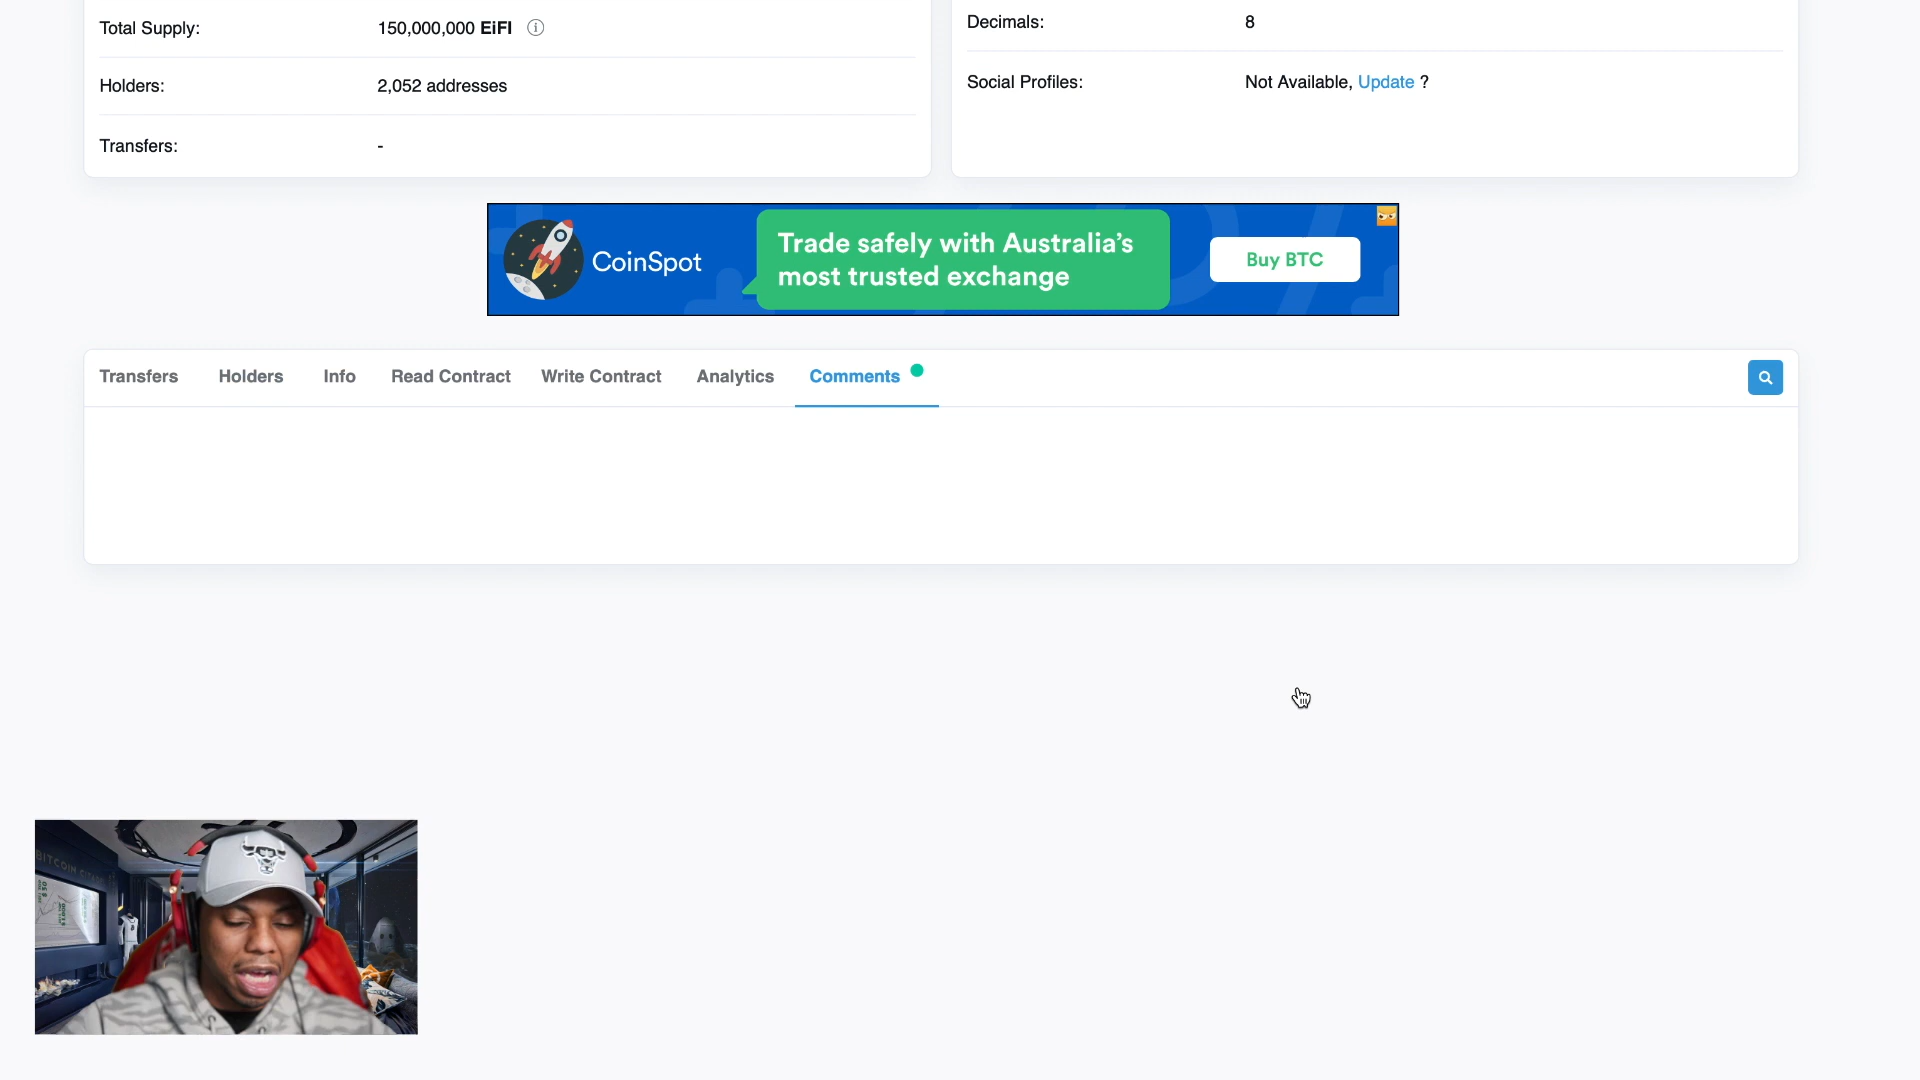 Total Supply: 150,000,000 EiFI
Holders: 2,052 addresses
Transfers: -
Decimals: 8
Social Profiles: Not Available, Update ?
CoinSpot
Trade safely with Australia's
most trusted exchange
Buy BTC
Transfers Holders Info Read Contract Write Contract Analytics Comments